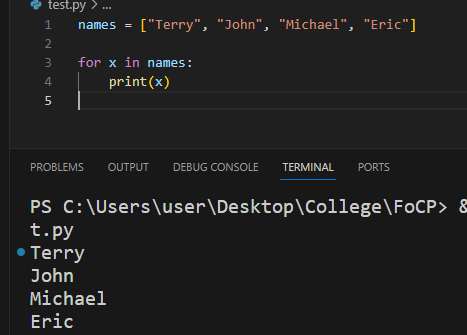 test.py > ...
1 names = ["Terry", "John", "Michael", "Eric"]
2
3 for x in names:
4     print(x)
5
PROBLEMS OUTPUT DEBUG CONSOLE TERMINAL PORTS
PS C:\Users\user\Desktop\College\FoCP> &
t.py
Terry
John
Michael
Eric